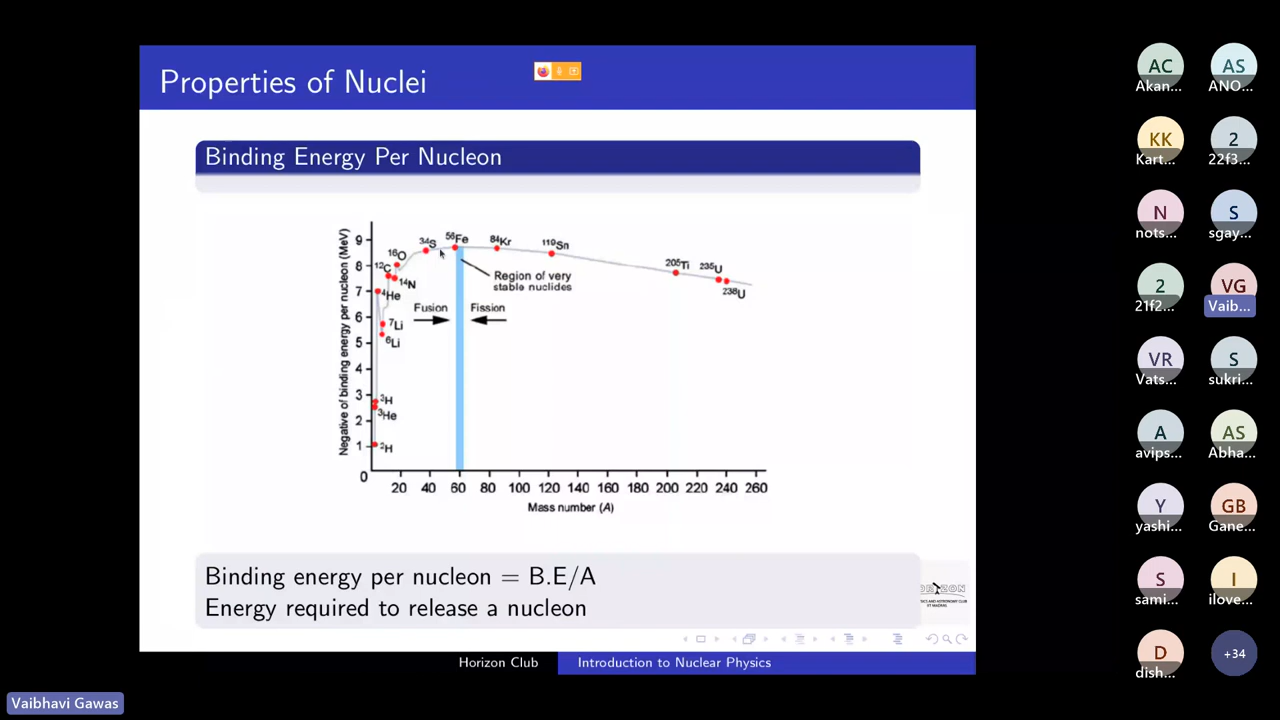 Properties of Nuclei
Binding Energy Per Nucleon
Negative of binding energy per nucleon (MeV)
9
8
7
6
5
4
3
2
1
0
20 40 60 80 100 120 140 160 180 200 220 240 260
Mass number (A)
²H
³He
³H
⁶Li
⁷Li
⁴He
¹²C
¹⁴N
¹⁶O
³⁴S
⁵⁶Fe
⁸⁴Kr
¹¹⁹Sn
²⁰⁵Ti
²³⁵U
²³⁸U
Region of very
stable nuclides
Fusion
Fission
Binding energy per nucleon = B.E/A
Energy required to release a nucleon
Horizon Club
Introduction to Nuclear Physics
Vaibhavi Gawas
AC
Akan...
AS
ANO...
KK
Kart...
2
22f3...
N
nots...
S
sgay...
2
21f2...
VG
Vaib...
VR
Vats...
S
sukri...
A
avips...
AS
Abha...
Y
yashi...
GB
Gane...
S
sami...
I
ilove...
D
dish...
+34